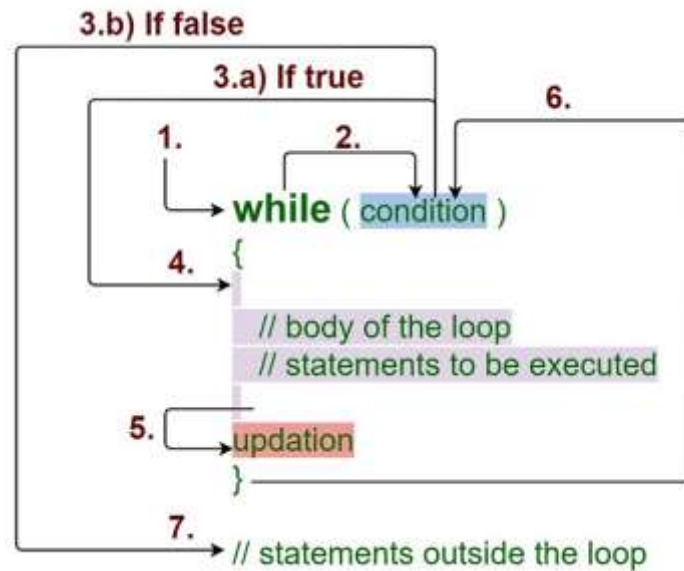 3.b) If false
3.a) If true
6.
1.
2.
while ( condition )
{
4.
// body of the loop
// statements to be executed
5.
updation
}
7.
// statements outside the loop